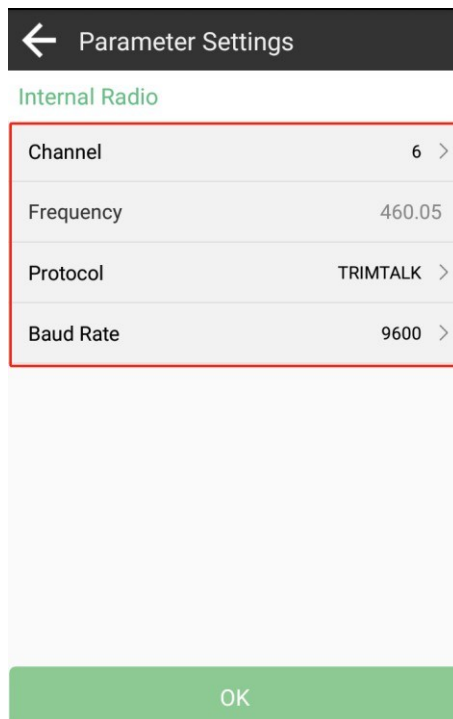 Parameter Settings
Internal Radio
Channel 6
Frequency 460.05
Protocol TRIMTALK
Baud Rate 9600
OK